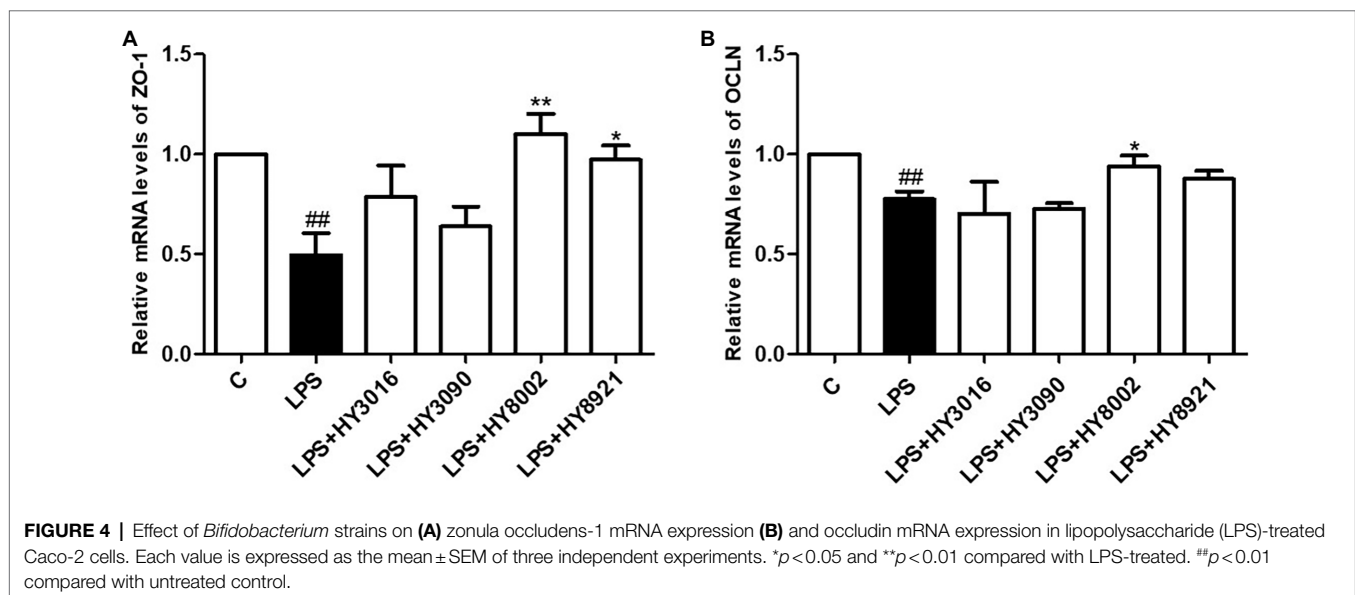 A
Relative mRNA levels of ZO-1
1.5
1.0
0.5
0.0
##
**
*
C
LPS
LPS+HY3016
LPS+HY3090
LPS+HY8002
LPS+HY8921
B
Relative mRNA levels of OCLN
1.5
1.0
0.5
0.0
##
*
C
LPS
LPS+HY3016
LPS+HY3090
LPS+HY8002
LPS+HY8921
FIGURE 4 | Effect of Bifidobacterium strains on (A) zonula occludens-1 mRNA expression (B) and occludin mRNA expression in lipopolysaccharide (LPS)-treated
Caco-2 cells. Each value is expressed as the mean ± SEM of three independent experiments. *p < 0.05 and **p < 0.01 compared with LPS-treated. ##p < 0.01
compared with untreated control.